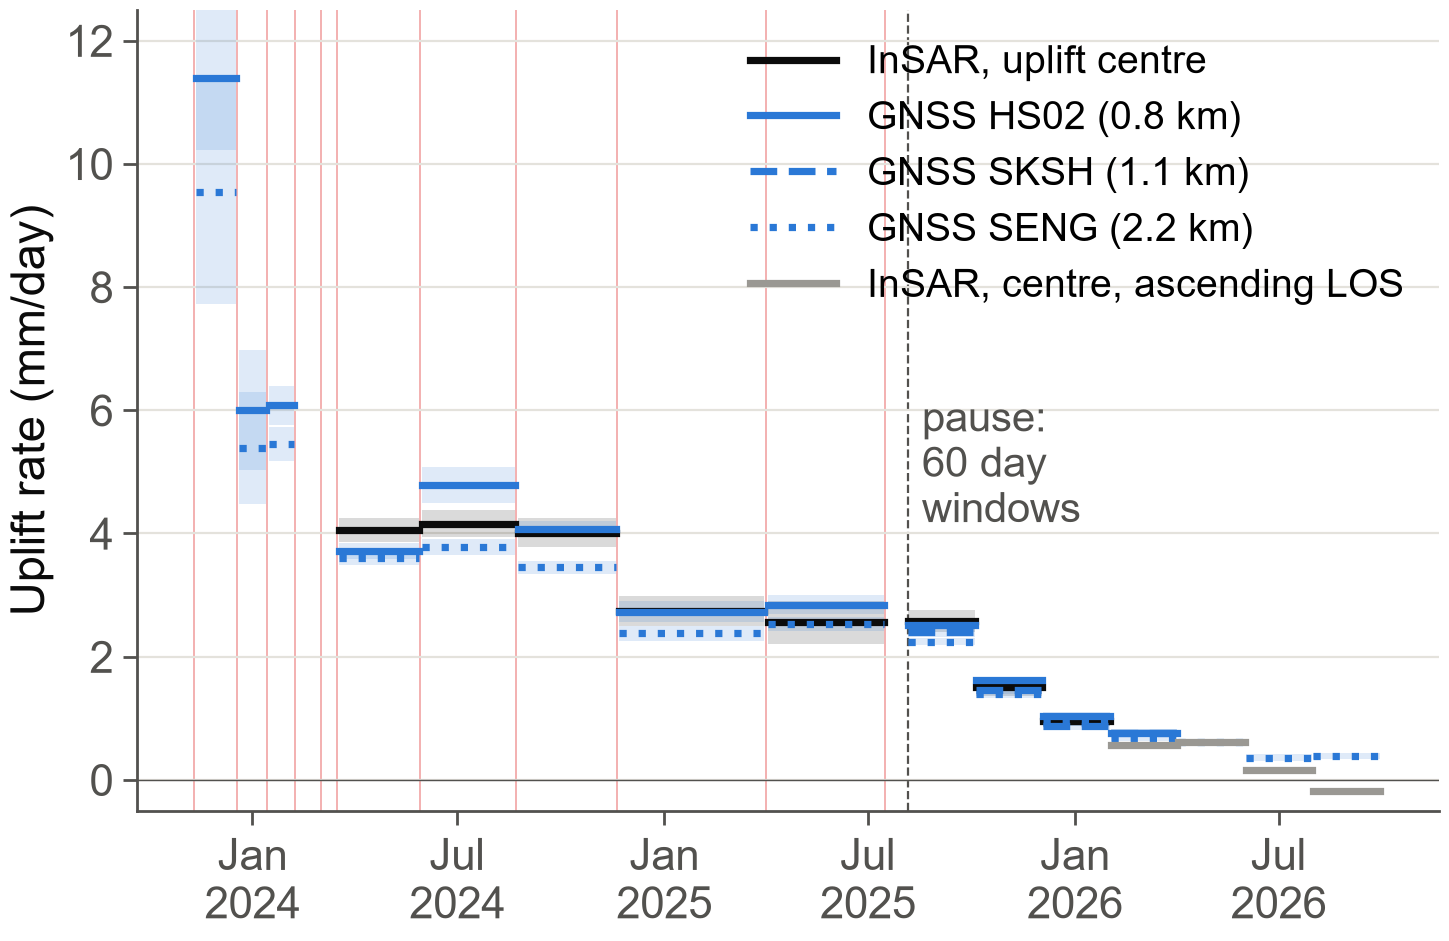 Uplift rate (mm/day)
12
10
8
6
4
2
0
InSAR, uplift centre
GNSS HS02 (0.8 km)
GNSS SKSH (1.1 km)
GNSS SENG (2.2 km)
InSAR, centre, ascending LOS
pause:
60 day
windows
Jan
2024
Jul
2024
Jan
2025
Jul
2025
Jan
2026
Jul
2026